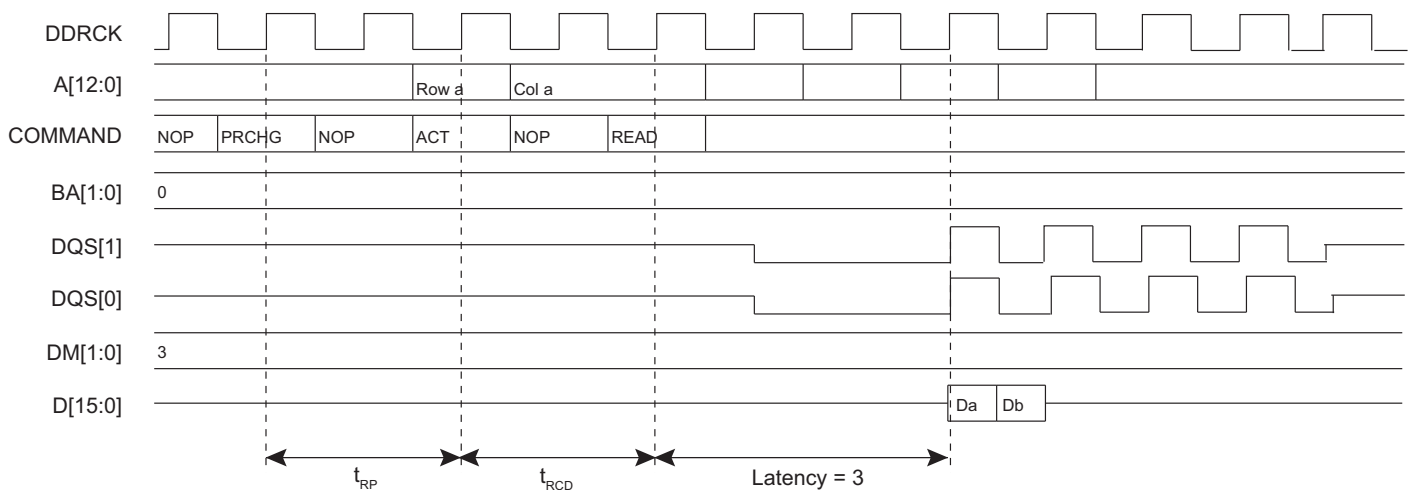 DDRCK
A[12:0] Row a Col a
COMMAND NOP PRCHG NOP ACT NOP READ
BA[1:0] 0
DQS[1]
DQS[0]
DM[1:0] 3
D[15:0] Da Db
tRP tRCD Latency = 3